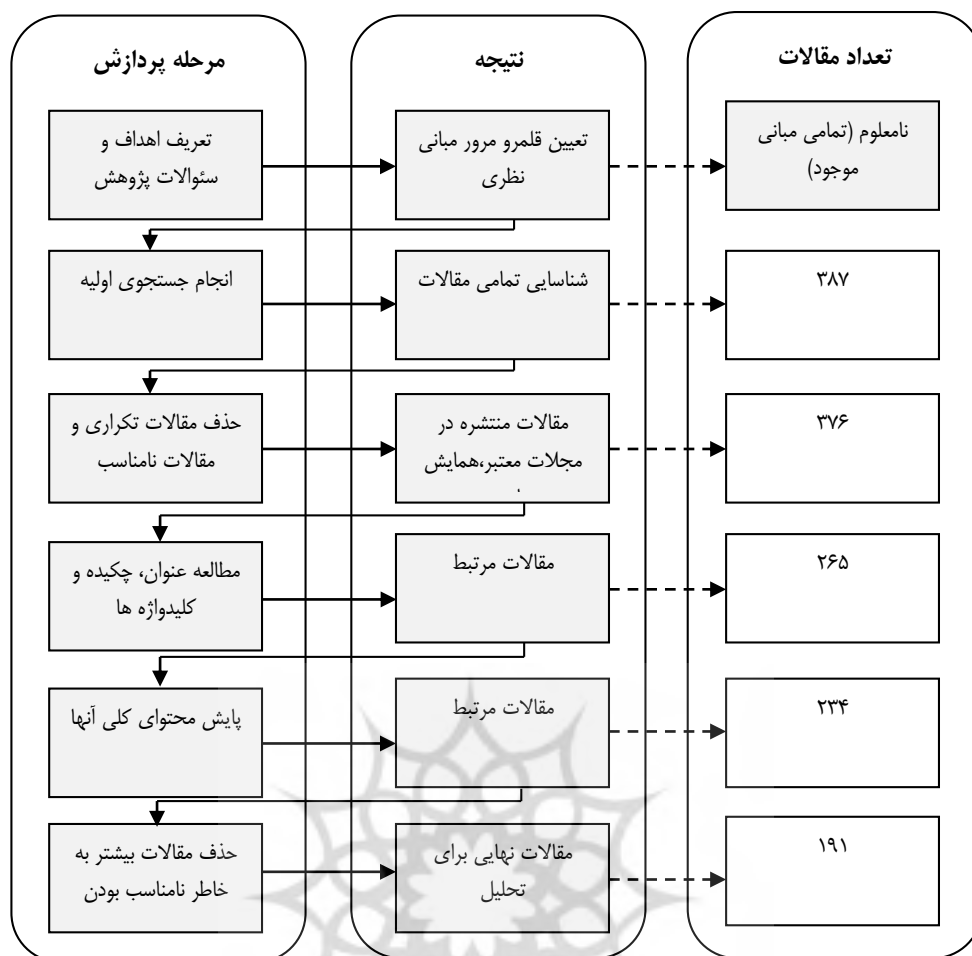 مرحله پردازش
نتیجه
تعداد مقالات
تعریف اهداف و
سئوالات پژوهش
تعیین قلمرو مرور مبانی
نظری
نامعلوم (تمامی مبانی
موجود)
انجام جستجوی اولیه
شناسایی تمامی مقالات
۳۸۷
حذف مقالات تکراری و
مقالات نامناسب
مقالات منتشره در
مجلات معتبر،همایش
۳۷۶
مطالعه عنوان، چکیده و
کلیدواژه ها
مقالات مرتبط
۲۶۵
پایش محتوای کلی آنها
مقالات مرتبط
۲۳۴
حذف مقالات بیشتر به
خاطر نامناسب بودن
مقالات نهایی برای
تحلیل
۱۹۱